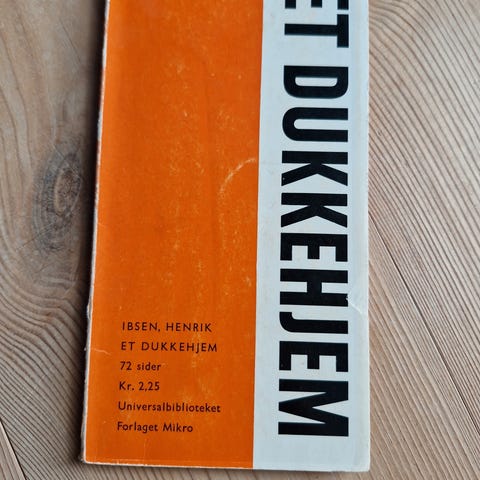 ET DUKKEHJEM
IBSEN, HENRIK
ET DUKKEHJEM
72 sider
Kr. 2,25
Universalbiblioteket
Forlaget Mikro